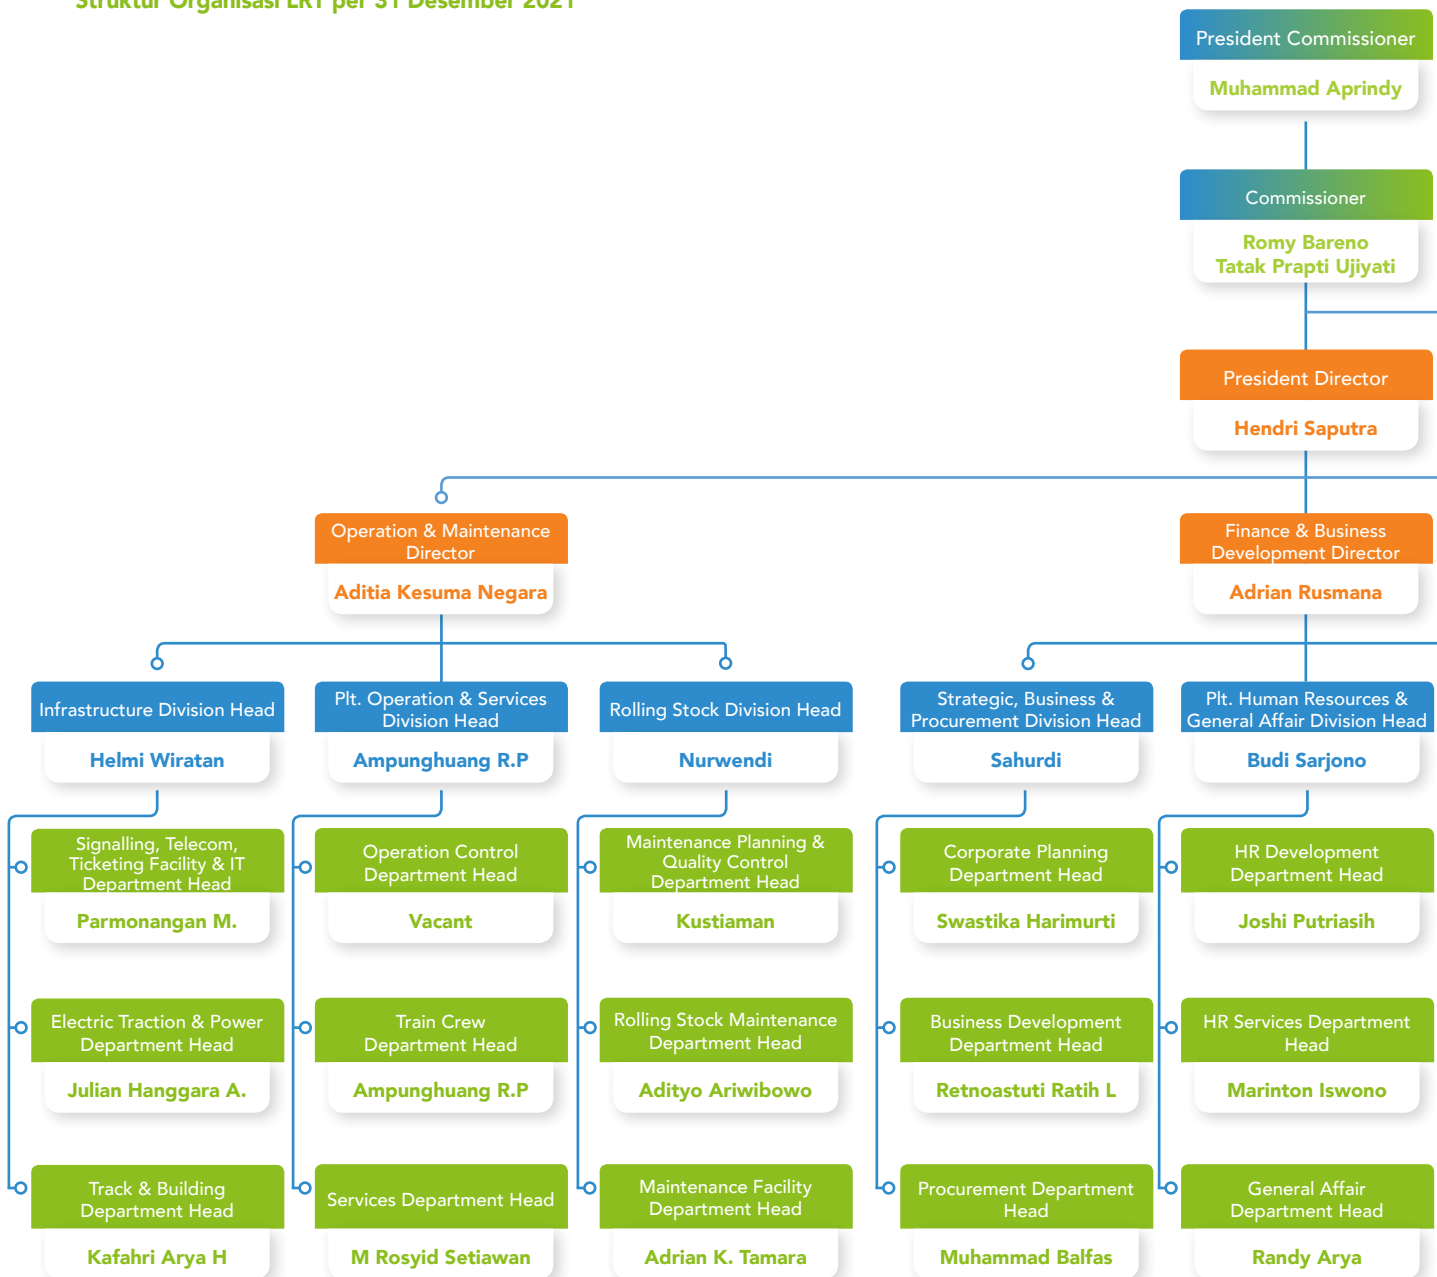 Struktur Organisasi LRT per 31 Desember 2021
President Commissioner
Muhammad Aprindy
Commissioner
Romy Bareno
Tatak Prapti Ujiyati
President Director
Hendri Saputra
Operation & Maintenance
Director
Aditia Kesuma Negara
Finance & Business
Development Director
Adrian Rusmana
Infrastructure Division Head
Helmi Wiratan
Plt. Operation & Services
Division Head
Ampunghuang R.P
Rolling Stock Division Head
Nurwendi
Strategic, Business &
Procurement Division Head
Sahurdi
Plt. Human Resources &
General Affair Division Head
Budi Sarjono
Signalling, Telecom,
Ticketing Facility & IT
Department Head
Parmonangan M.
Operation Control
Department Head
Vacant
Maintenance Planning &
Quality Control
Department Head
Kustiaman
Corporate Planning
Department Head
Swastika Harimurti
HR Development
Department Head
Joshi Putriasih
Electric Traction & Power
Department Head
Julian Hanggara A.
Train Crew
Department Head
Ampunghuang R.P
Rolling Stock Maintenance
Department Head
Adityo Ariwibowo
Business Development
Department Head
Retnoastuti Ratih L
HR Services Department
Head
Marinton Iswono
Track & Building
Department Head
Kafahri Arya H
Services Department Head
M Rosyid Setiawan
Maintenance Facility
Department Head
Adrian K. Tamara
Procurement Department
Head
Muhammad Balfas
General Affair
Department Head
Randy Arya